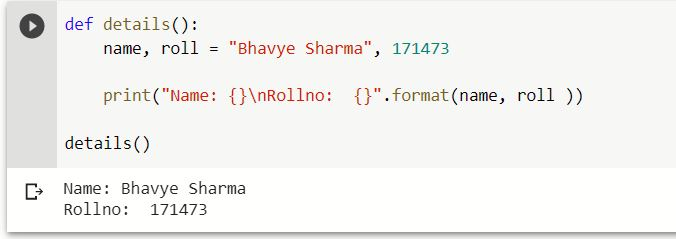 def details():
    name, roll = "Bhavye Sharma", 171473
    print("Name: {}\nRollno:  {}".format(name, roll ))
details()
Name: Bhavye Sharma
Rollno:  171473